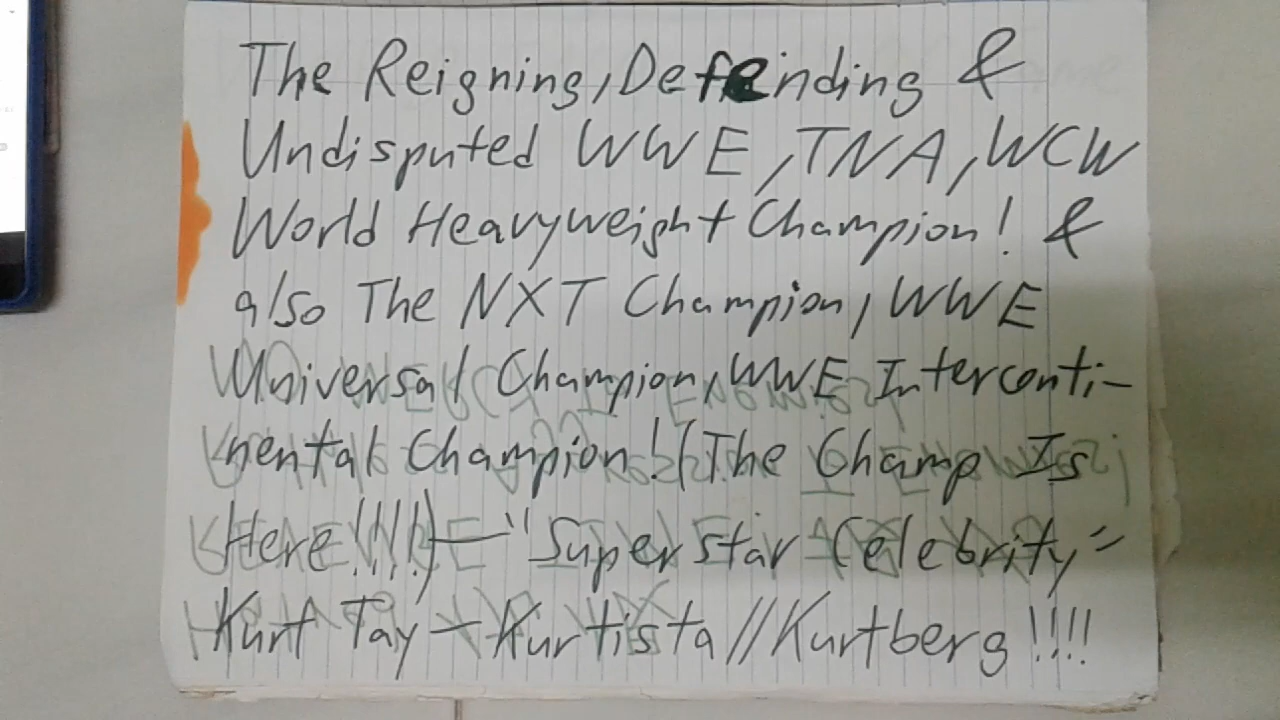 The Reigning, Defending &
Undisputed WWE, TNA, WCW
World Heavyweight Champion! &
also The NXT Champion, WWE
Universal Champion, WWE Interconti-
nental Champion! (The Champ Is
Here!!!!) - "Superstar Celebrity"
Kurt Tay - Kurtista // Kurtberg!!!!